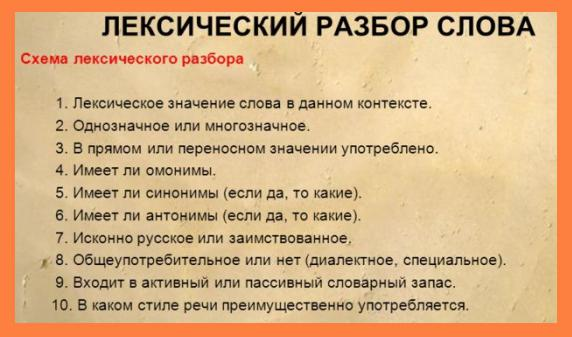 ЛЕКСИЧЕСКИЙ РАЗБОР СЛОВА
Схема лексического разбора
1. Лексическое значение слова в данном контексте.
2. Однозначное или многозначное.
3. В прямом или переносном значении употреблено.
4. Имеет ли омонимы.
5. Имеет ли синонимы (если да, то какие).
6. Имеет ли антонимы (если да, то какие).
7. Исконно русское или заимствованное,
8. Общеупотребительное или нет (диалектное, специальное).
9. Входит в активный или пассивный словарный запас.
10. В каком стиле речи преимущественно употребляется.